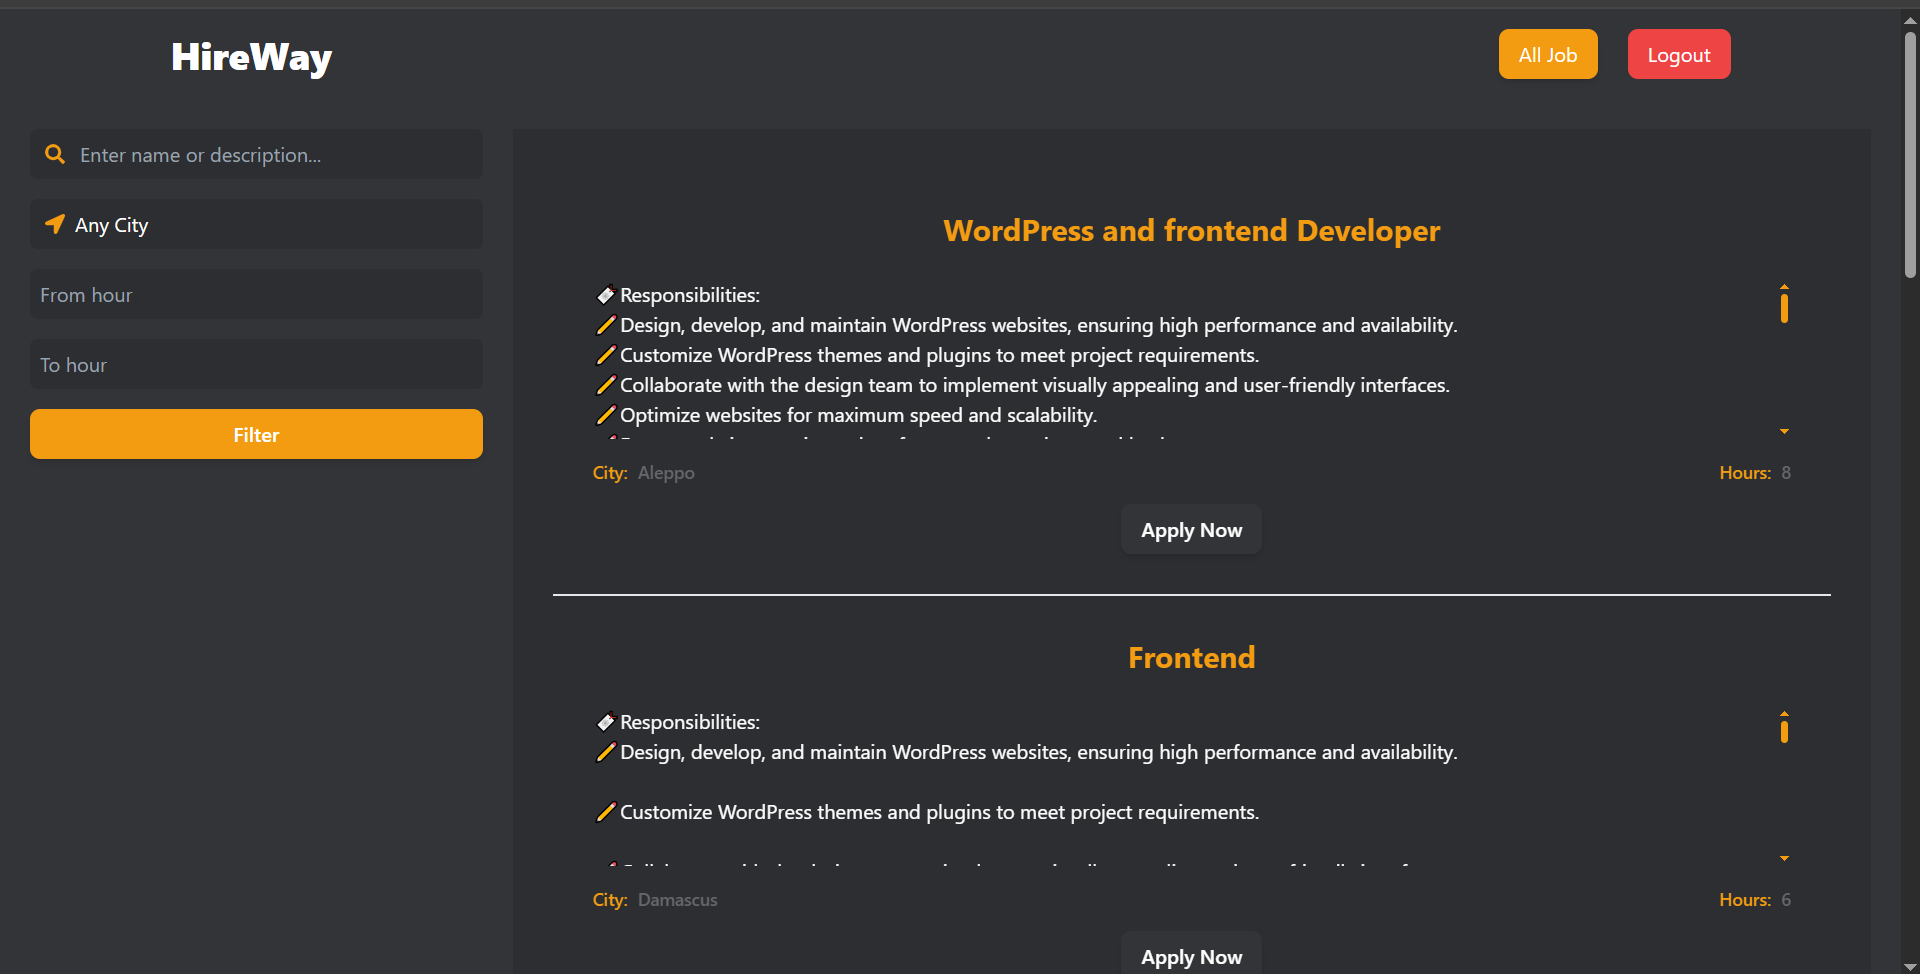 HireWay
All Job
Logout
Enter name or description...
Any City
From hour
To hour
Filter
WordPress and frontend Developer
Responsibilities:
Design, develop, and maintain WordPress websites, ensuring high performance and availability.
Customize WordPress themes and plugins to meet project requirements.
Collaborate with the design team to implement visually appealing and user-friendly interfaces.
Optimize websites for maximum speed and scalability.
City: Aleppo
Hours: 8
Apply Now
Frontend
Responsibilities:
Design, develop, and maintain WordPress websites, ensuring high performance and availability.
Customize WordPress themes and plugins to meet project requirements.
City: Damascus
Hours: 6
Apply Now